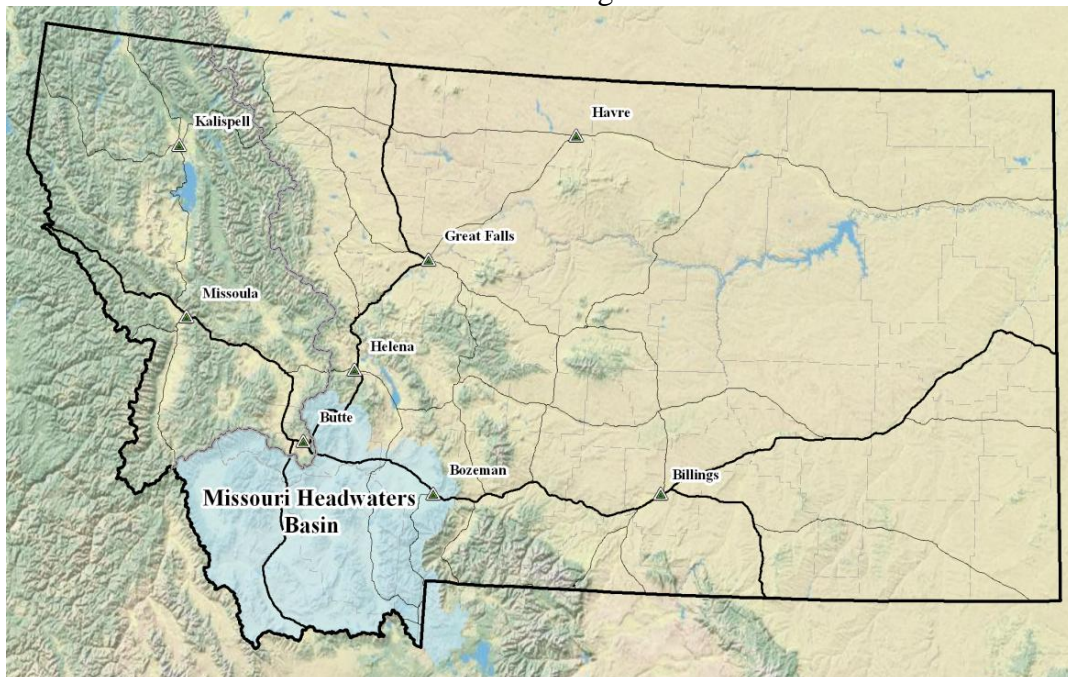 Kalispell
Havre
Great Falls
Missoula
Helena
Butte
Bozeman
Billings
Missouri Headwaters
Basin